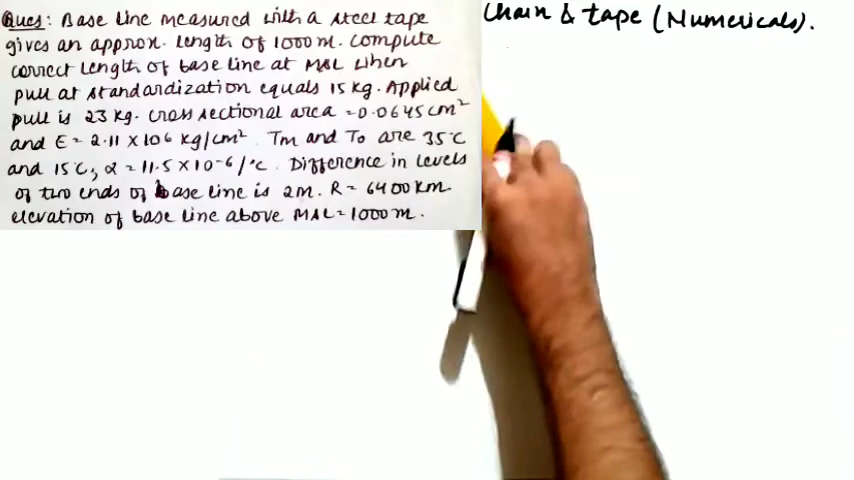 Ques: Base line measured with a steel tape
gives an approx. length of 1000 m. compute
correct length of base line at MSL when
pull at standardization equals 15 kg. Applied
pull is 23 kg. cross sectional area = 0.0645 cm²
and E = 2.11 x 106 kg/cm². Tm and To are 35°C
and 15°C, α = 11.5 x 10-6/°C. Difference in levels
of two ends of base line is 2m. R = 6400 km
elevation of base line above MSL = 1000 m.
Chain & tape (Numericals).